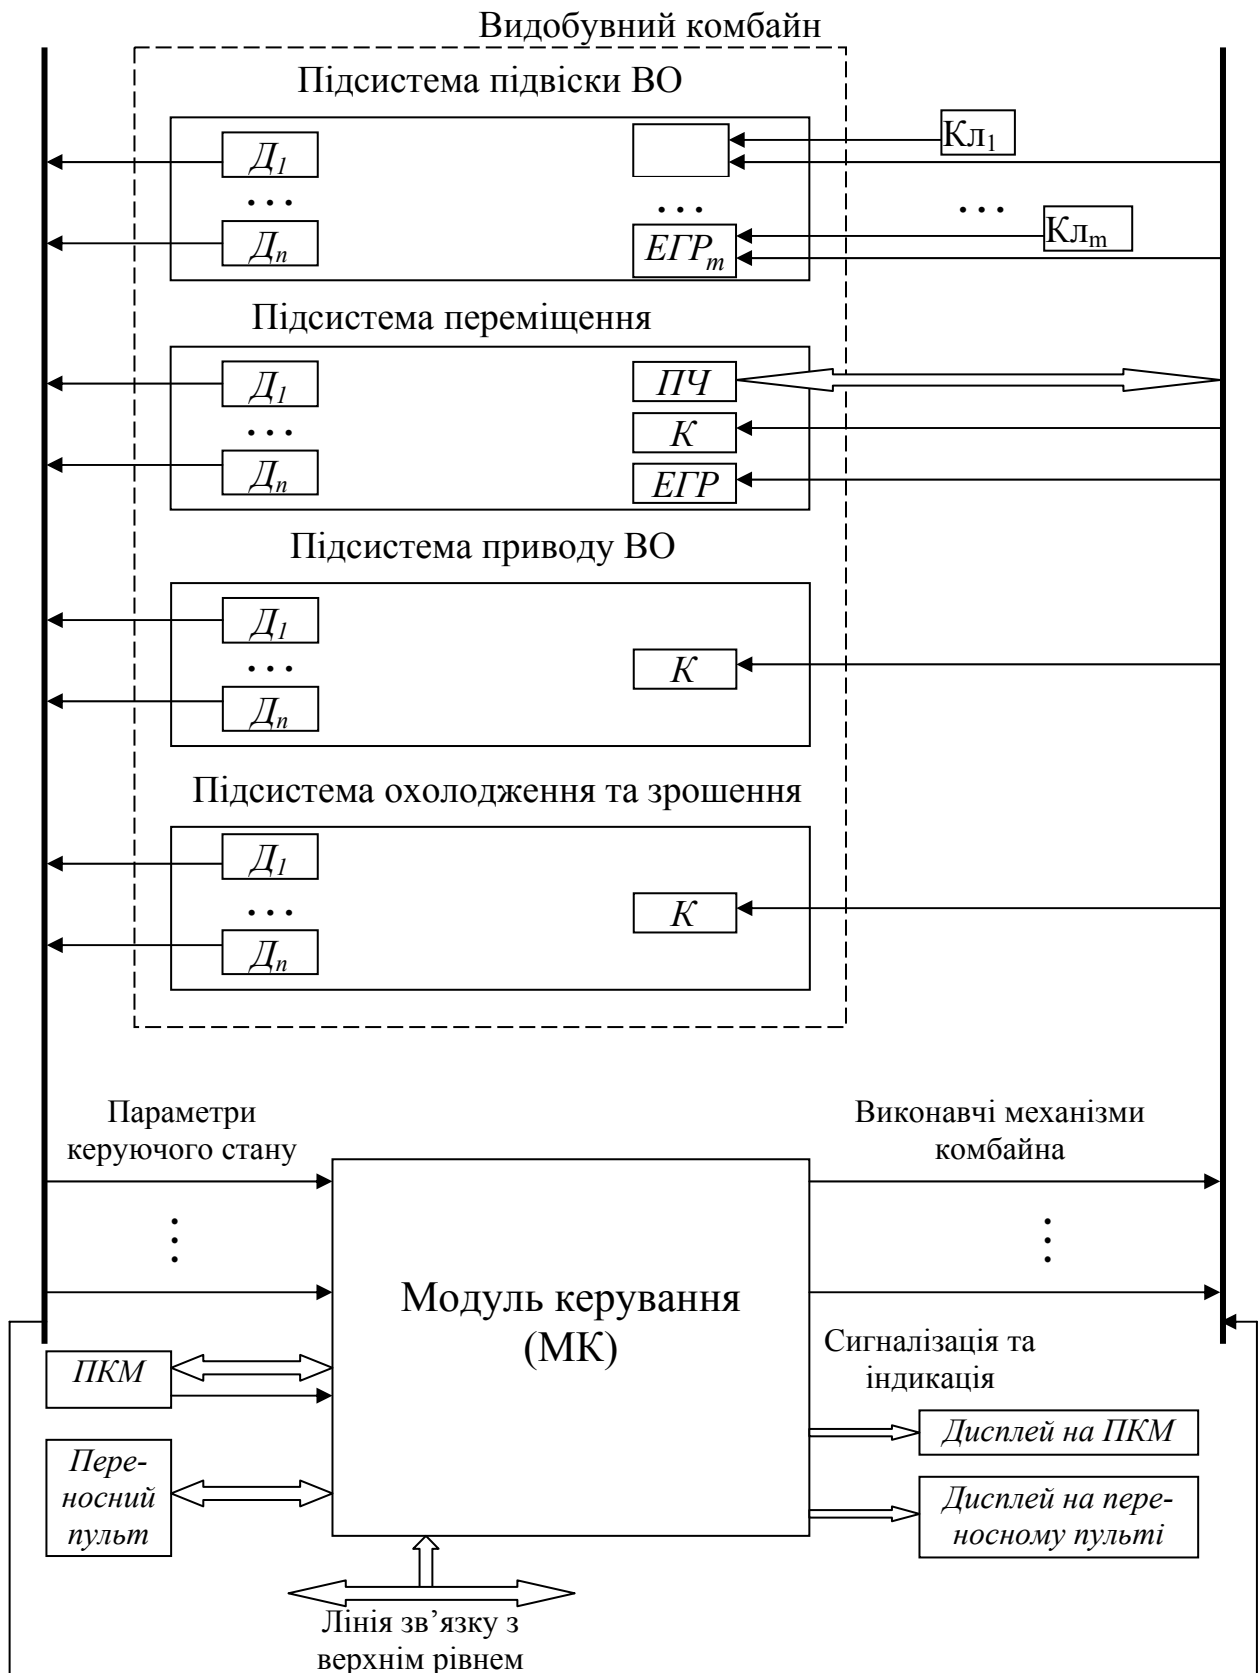 Видобувний комбайн
Підсистема підвіски ВО
Д1
Кл1
...
...
...
Дn
ЕГРm
Клm
Підсистема переміщення
Д1
ПЧ
...
К
Дn
ЕГР
Підсистема приводу ВО
Д1
...
К
Дn
Підсистема охолодження та зрошення
Д1
...
К
Дn
Параметри
керуючого стану
Виконавчі механізми
комбайна
Модуль керування
(МК)
Сигналізація та
індикація
ПКМ
Дисплей на ПКМ
Пере-
носний
пульт
Дисплей на пере-
носному пульті
Лінія зв’язку з
верхнім рівнем